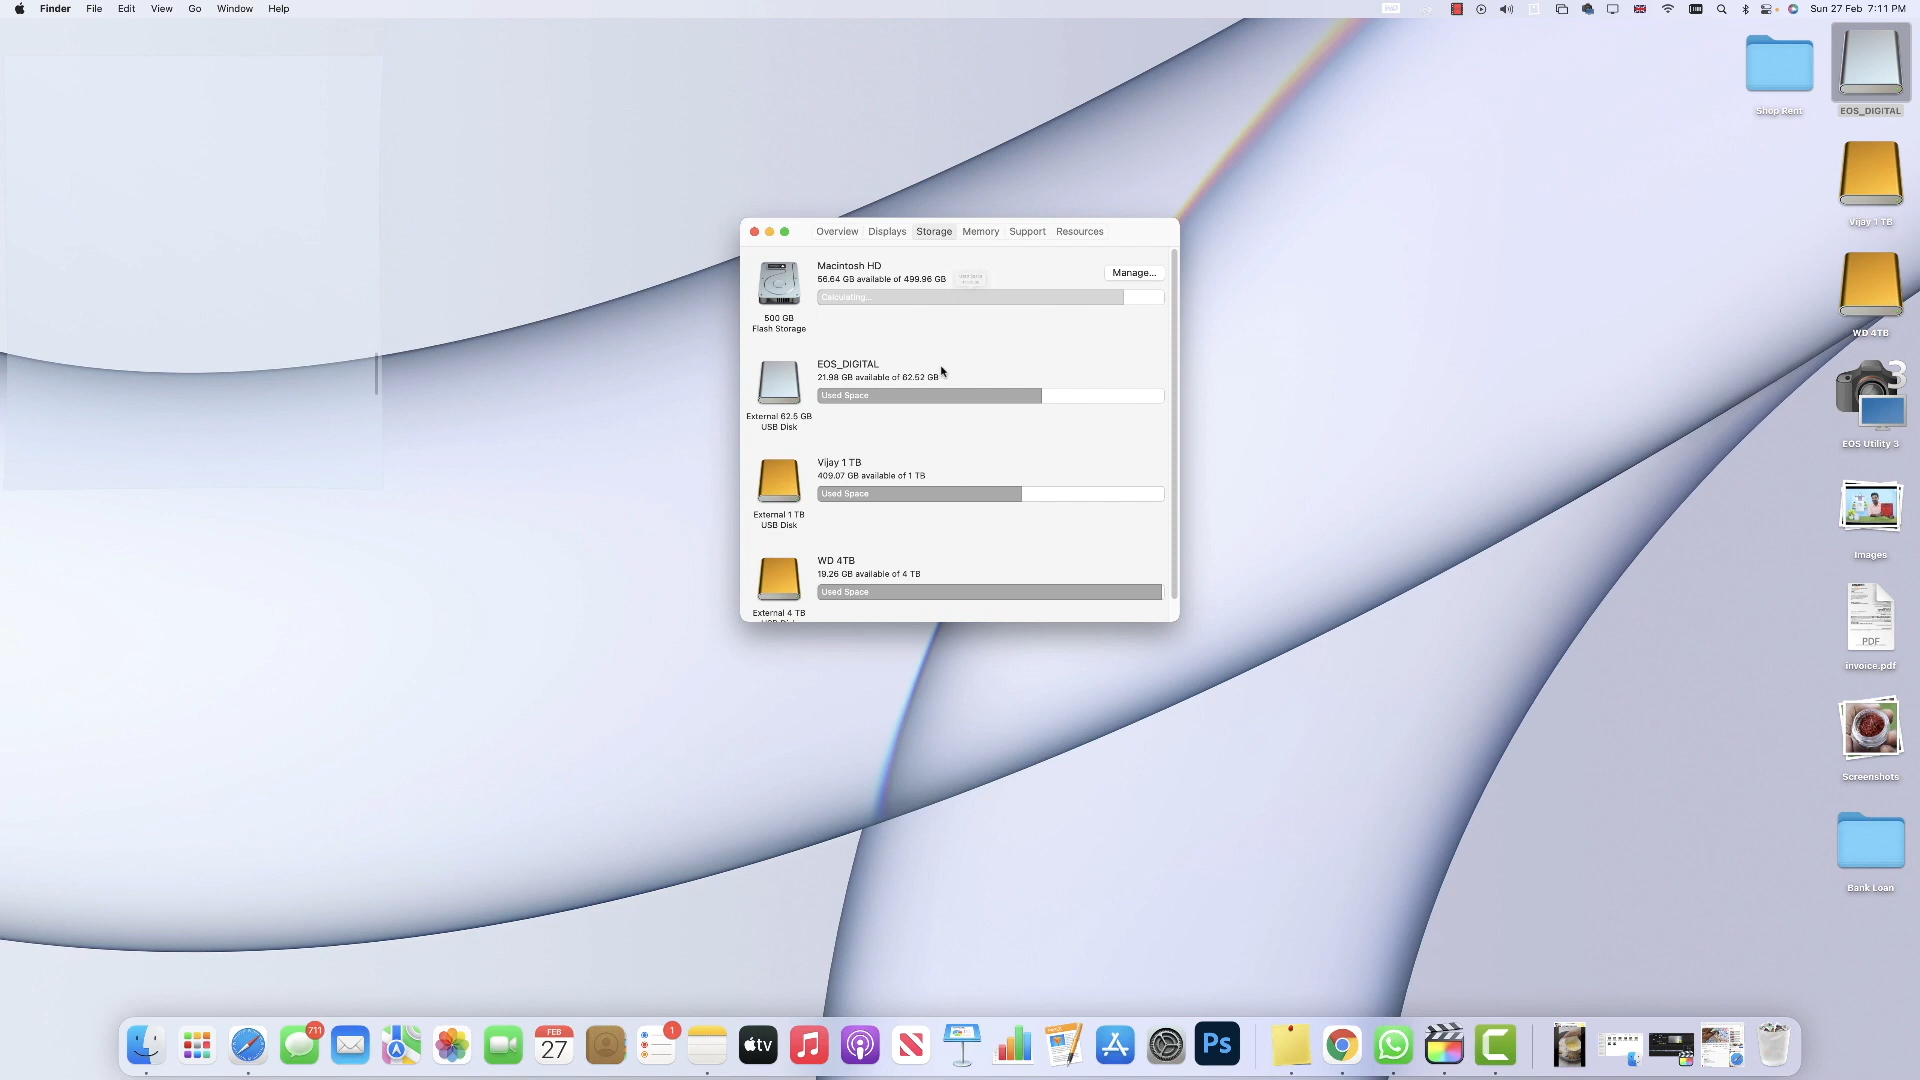 Finder File Edit View Go Window Help
Sun 27 Feb 7:11 PM
Shop Rent
EOS_DIGITAL
Vijay 1 TB
WD 4TB
3
EOS Utility 3
Images
PDF
invoice.pdf
Screenshots
Bank Loan
Overview Displays Storage Memory Support Resources
Macintosh HD
56.64 GB available of 499.96 GB
Manage...
Calculating...
500 GB
Flash Storage
EOS_DIGITAL
21.98 GB available of 62.52 GB
Used Space
External 62.5 GB
USB Disk
Vijay 1 TB
409.07 GB available of 1 TB
Used Space
External 1 TB
USB Disk
WD 4TB
19.26 GB available of 4 TB
Used Space
External 4 TB
USB Disk
711
FEB
27
1
tv
Ps